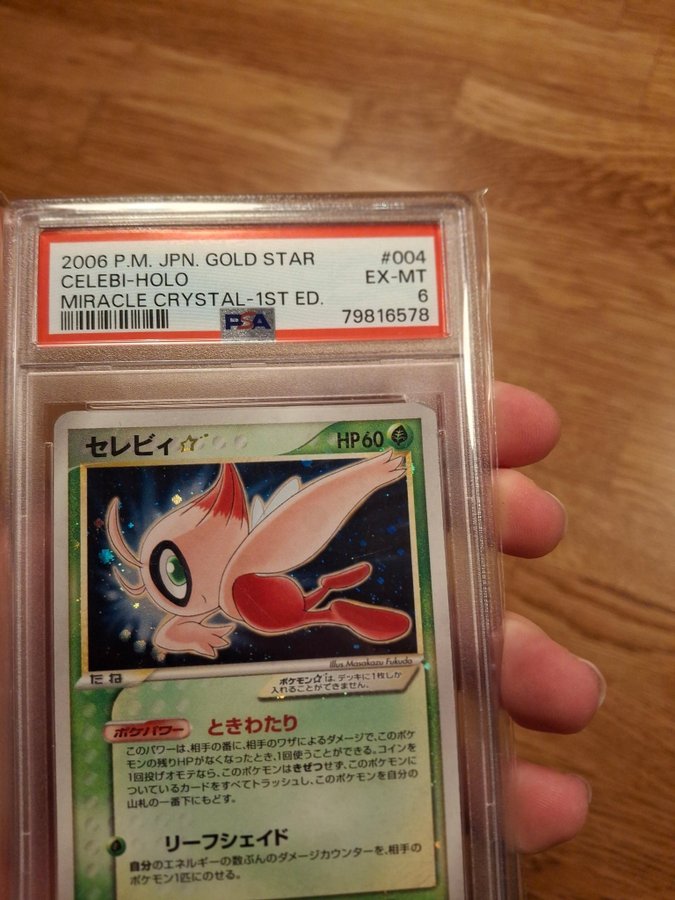 2006 P.M. JPN. GOLD STAR #004
CELEBI-HOLO EX-MT
MIRACLE CRYSTAL-1ST ED. 6
PSA 79816578
セレビィ☆ HP60
Illus. Masakazu Fukuda
たね
ポケモン☆は、デッキに1枚しか
入れることができません。
ポケパワー ときわたり
このパワーは、相手の番に、相手のワザによるダメージで、このポケ
モンの残りHPがなくなったとき、1回使うことができる。コインを
1回投げオモテなら、このポケモンはきぜつせず、このポケモンに
ついているカードをすべてトラッシュし、このポケモンを自分の
山札の一番下にもどす。
リーフシェイド
自分のエネルギーの数ぶんのダメージカウンターを、相手の
ポケモン1匹にのせる。